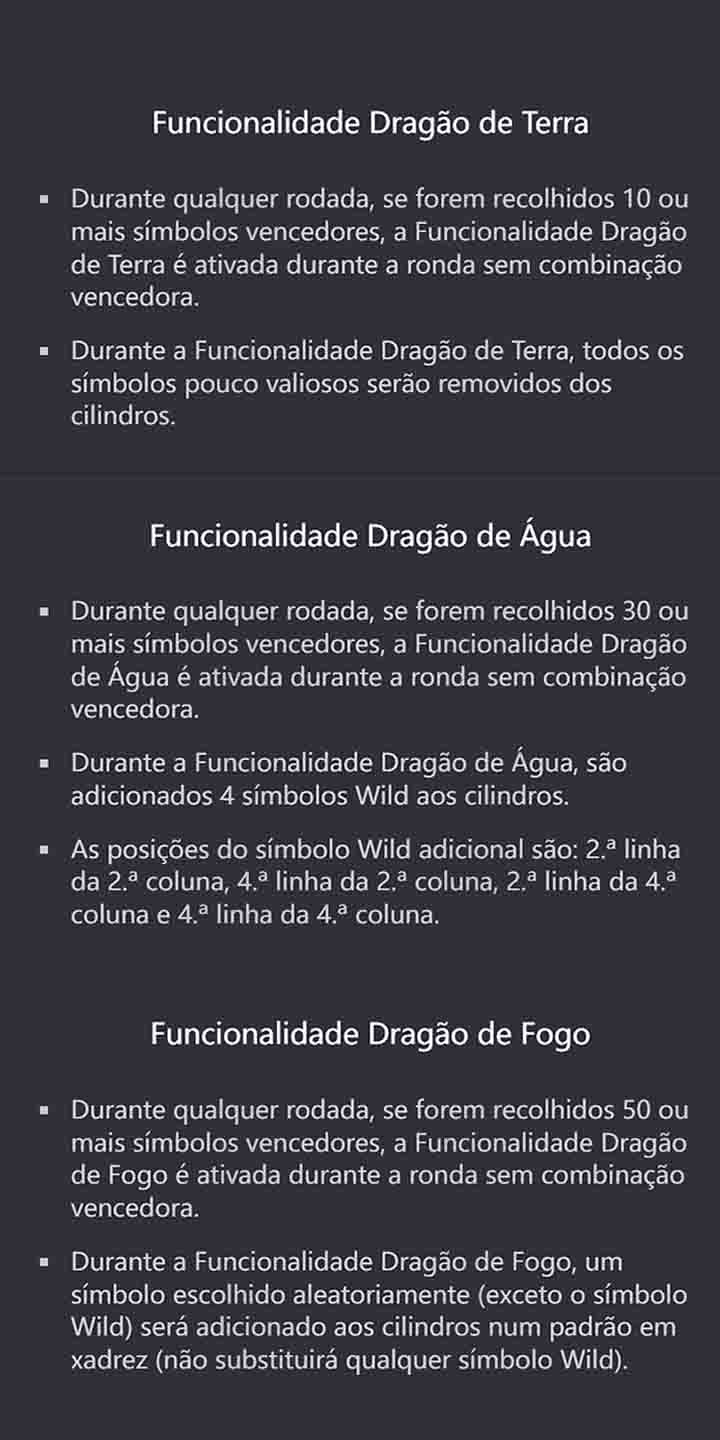 Funcionalidade Dragão de Terra
▪ Durante qualquer rodada, se forem recolhidos 10 ou
mais símbolos vencedores, a Funcionalidade Dragão
de Terra é ativada durante a ronda sem combinação
vencedora.
▪ Durante a Funcionalidade Dragão de Terra, todos os
símbolos pouco valiosos serão removidos dos
cilindros.
Funcionalidade Dragão de Água
▪ Durante qualquer rodada, se forem recolhidos 30 ou
mais símbolos vencedores, a Funcionalidade Dragão
de Água é ativada durante a ronda sem combinação
vencedora.
▪ Durante a Funcionalidade Dragão de Água, são
adicionados 4 símbolos Wild aos cilindros.
▪ As posições do símbolo Wild adicional são: 2.ª linha
da 2.ª coluna, 4.ª linha da 2.ª coluna, 2.ª linha da 4.ª
coluna e 4.ª linha da 4.ª coluna.
Funcionalidade Dragão de Fogo
▪ Durante qualquer rodada, se forem recolhidos 50 ou
mais símbolos vencedores, a Funcionalidade Dragão
de Fogo é ativada durante a ronda sem combinação
vencedora.
▪ Durante a Funcionalidade Dragão de Fogo, um
símbolo escolhido aleatoriamente (exceto o símbolo
Wild) será adicionado aos cilindros num padrão em
xadrez (não substituirá qualquer símbolo Wild).